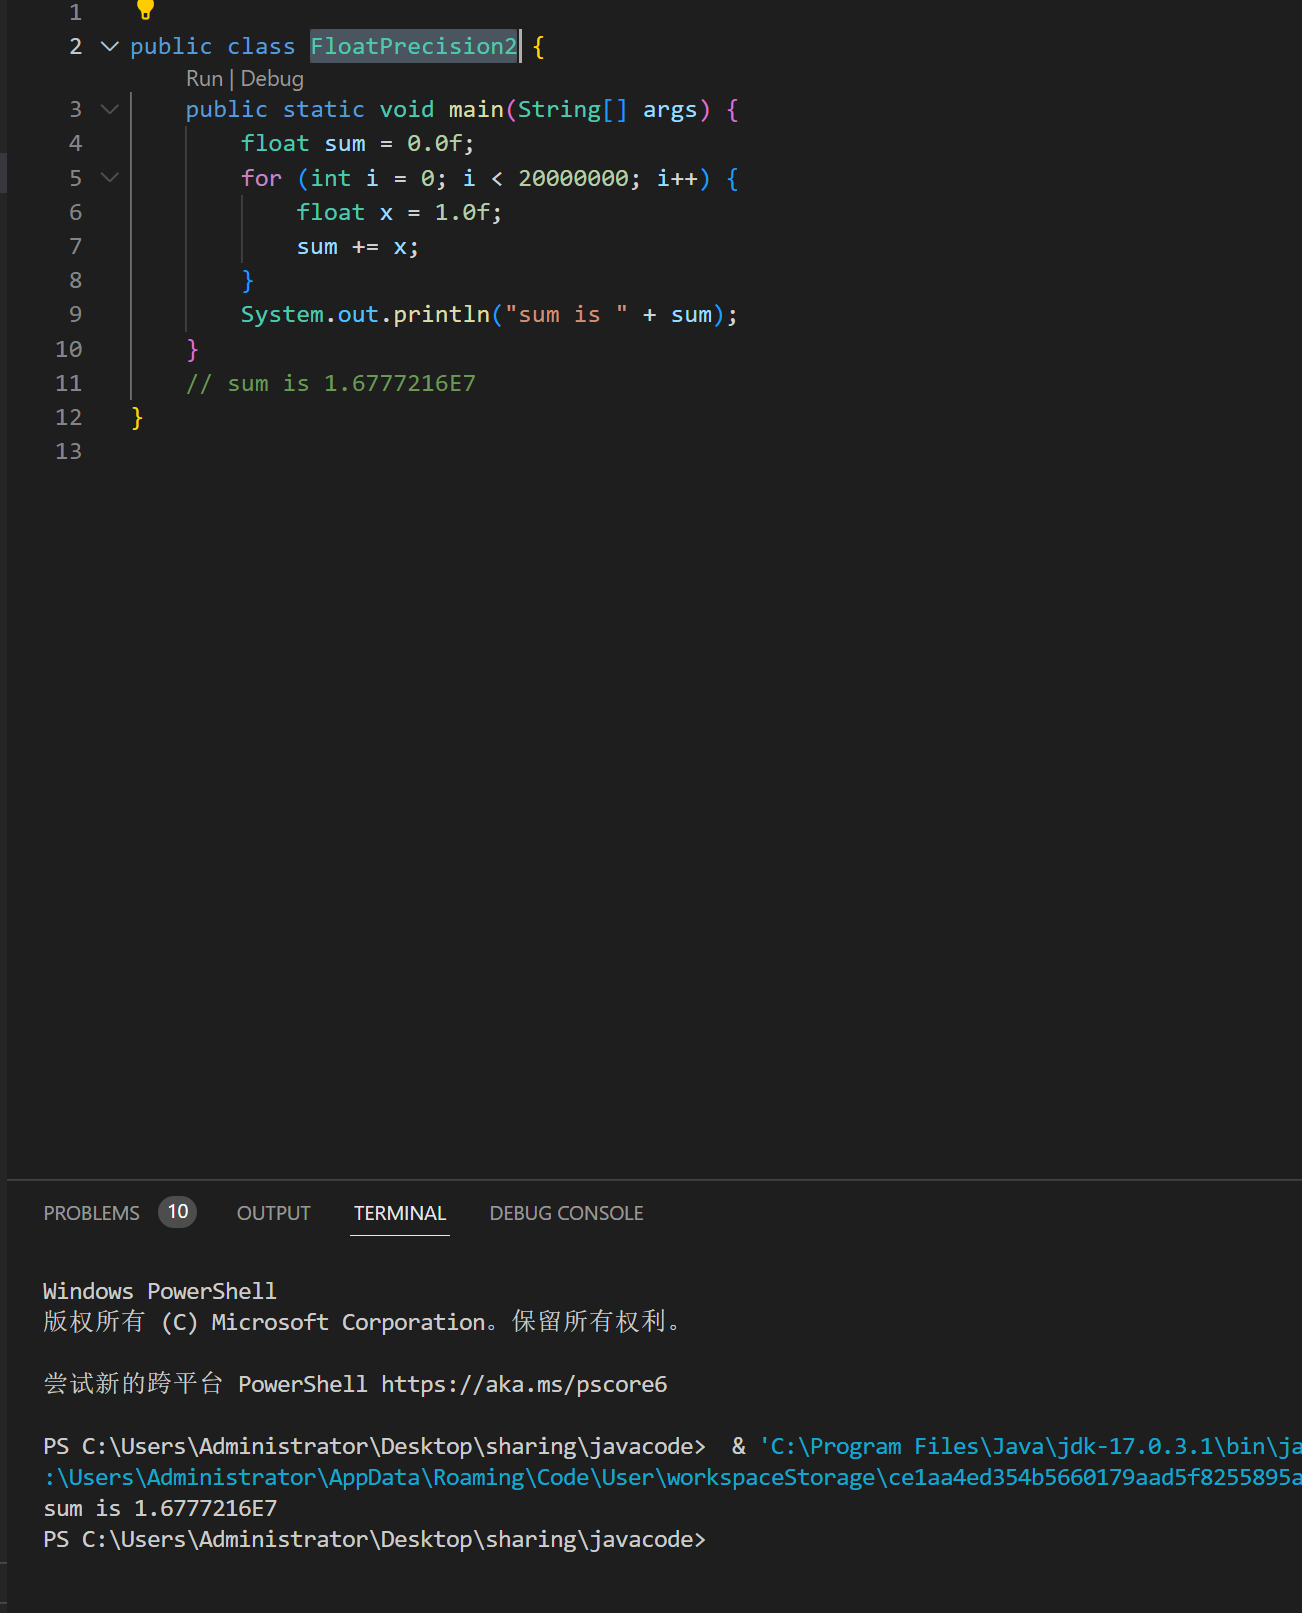 1
2 public class FloatPrecision2 {
Run | Debug
3 public static void main(String[] args) {
4 float sum = 0.0f;
5 for (int i = 0; i < 20000000; i++) {
6 float x = 1.0f;
7 sum += x;
8 }
9 System.out.println("sum is " + sum);
10 }
11 // sum is 1.6777216E7
12 }
13
PROBLEMS 10 OUTPUT TERMINAL DEBUG CONSOLE
Windows PowerShell
版权所有 (C) Microsoft Corporation。保留所有权利。
尝试新的跨平台 PowerShell https://aka.ms/pscore6
PS C:\Users\Administrator\Desktop\sharing\javacode>  & 'C:\Program Files\Java\jdk-17.0.3.1\bin\ja
:\Users\Administrator\AppData\Roaming\Code\User\workspaceStorage\ce1aa4ed354b5660179aad5f8255895a
sum is 1.6777216E7
PS C:\Users\Administrator\Desktop\sharing\javacode>